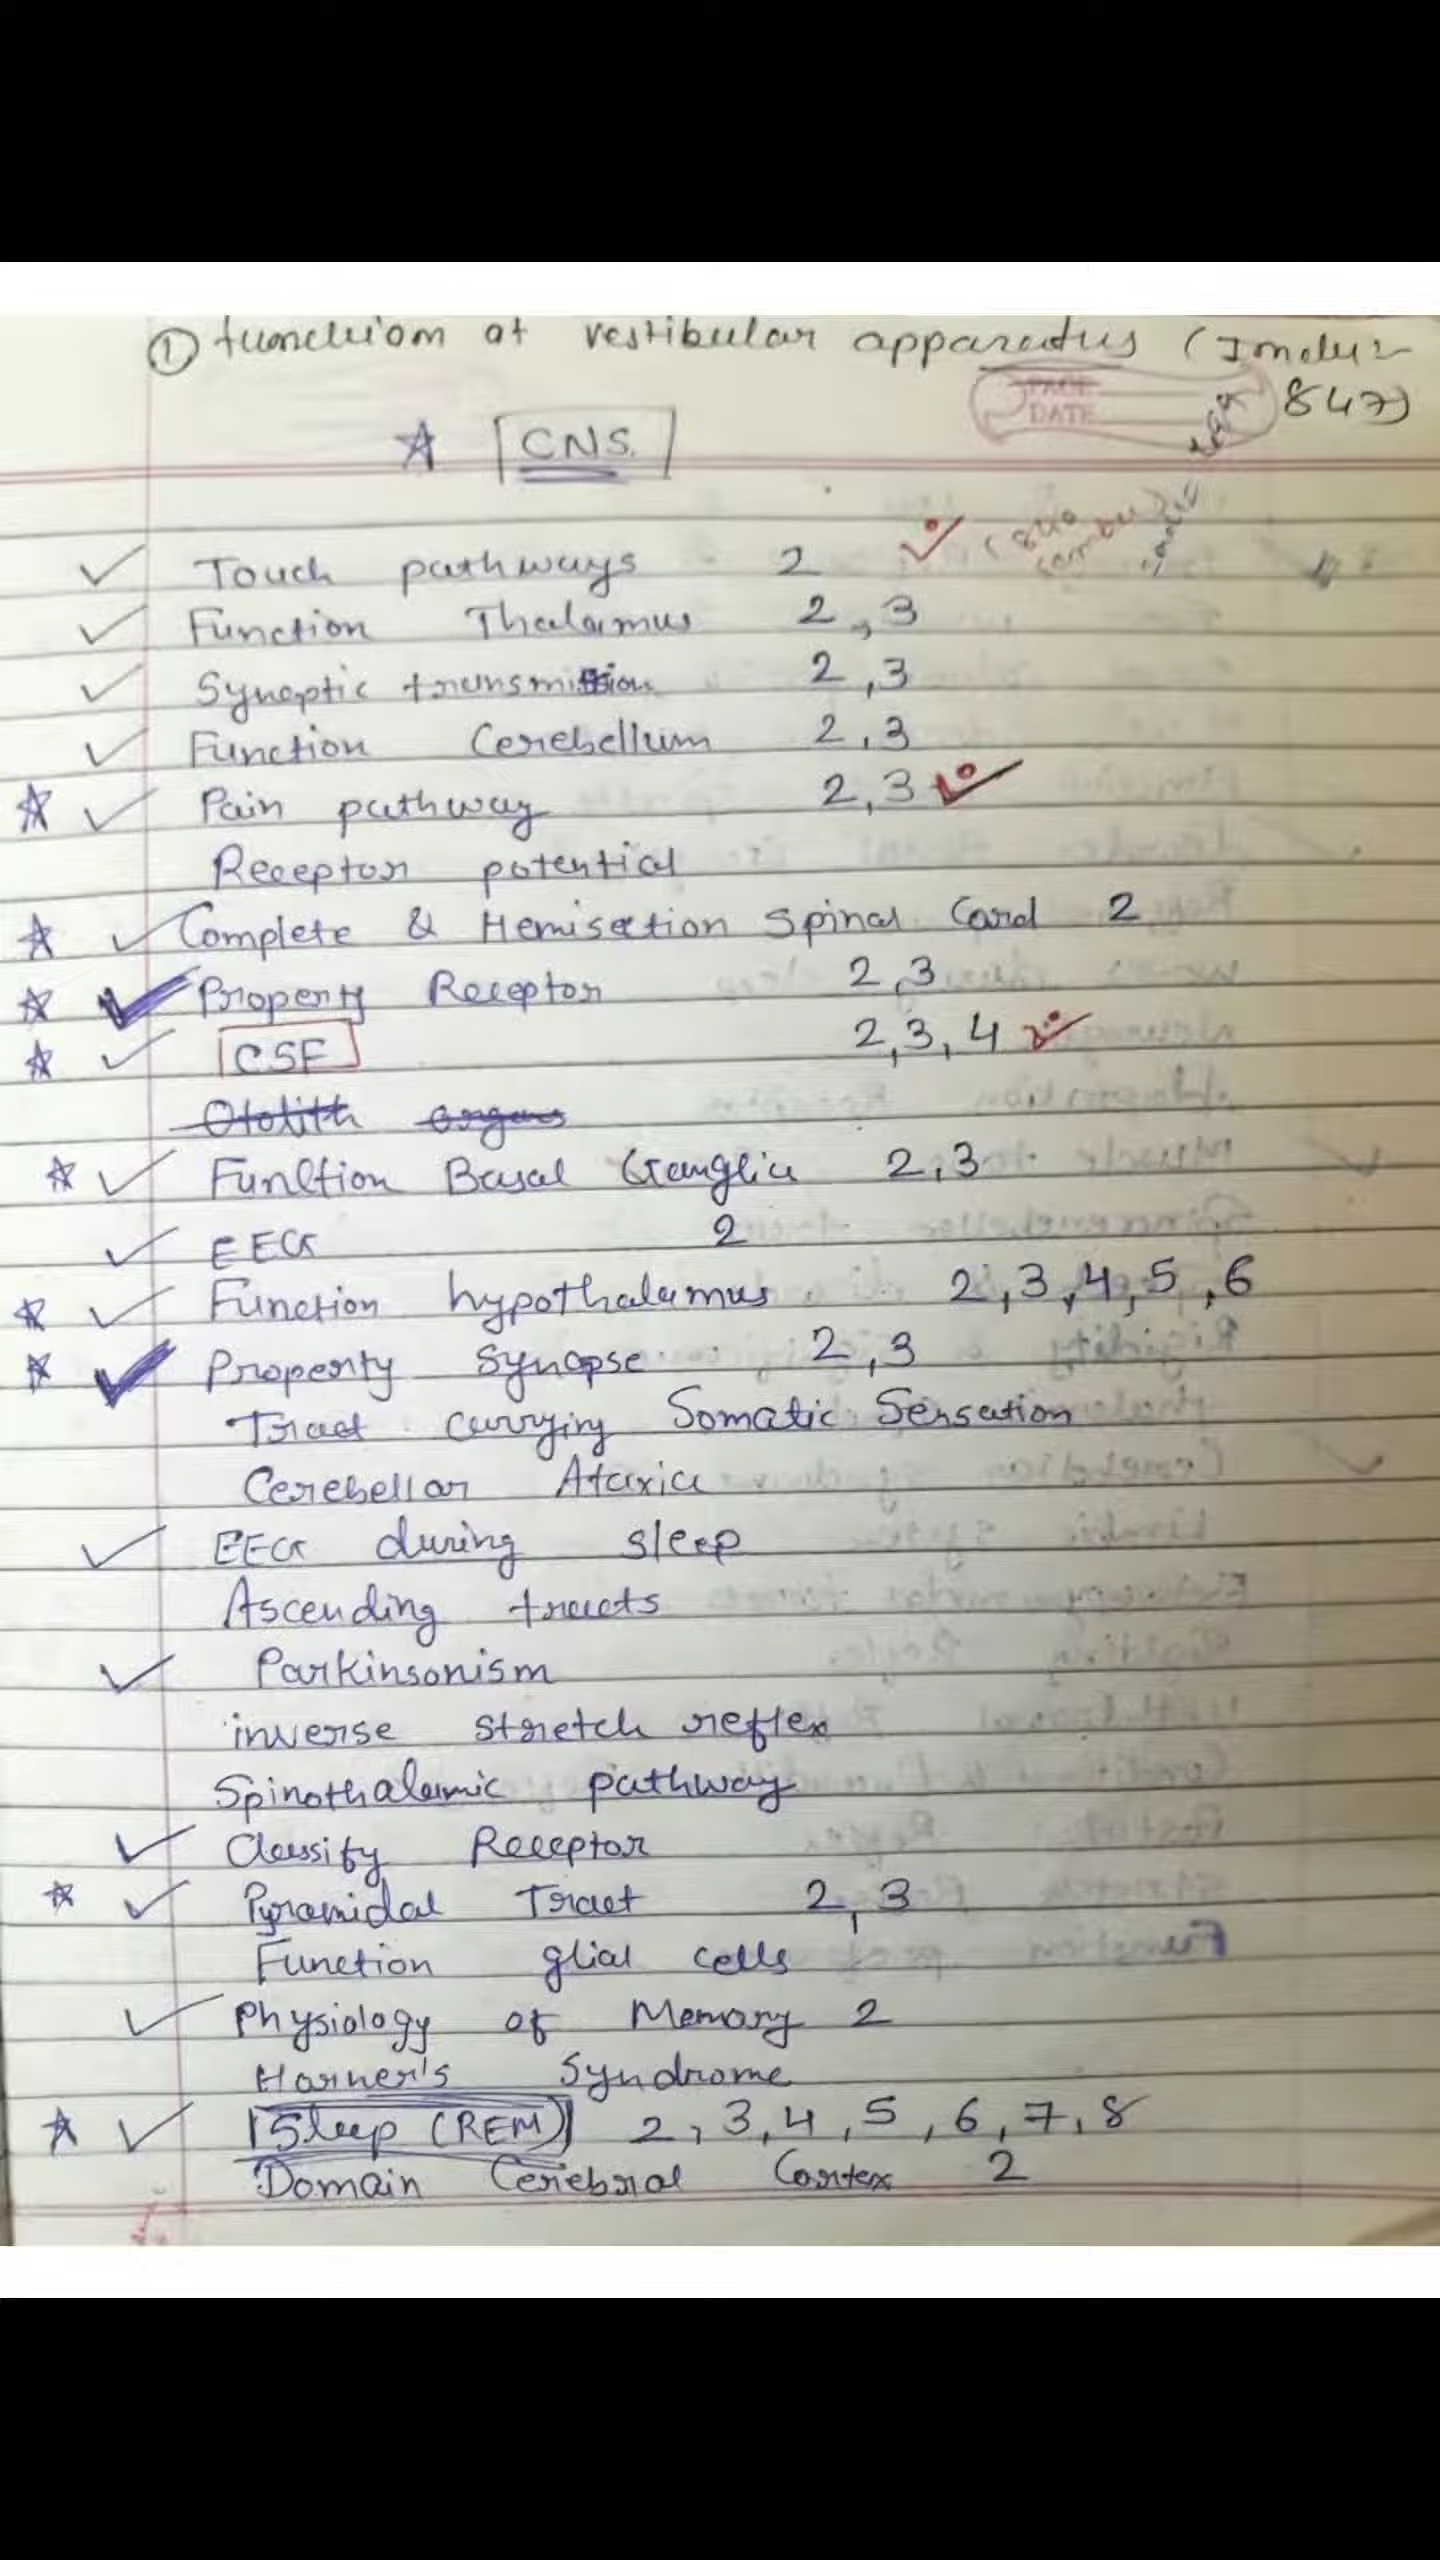 ① function of vestibular apparatus (Indu 2
PAGE
DATE
847)
CNS.
Touch pathways 2
Function Thalamus 2, 3
Synaptic transmission 2, 3
Function Cerebellum 2, 3
Pain pathway 2, 3
Receptor potential
Complete & Hemisection spinal Cord 2
Property Receptor 2, 3
CSF 2, 3, 4
Otolith organs
Function Basal Ganglia 2, 3
EEG 2
Function hypothalamus 2, 3, 4, 5, 6
Property Synapse 2, 3
Tract carrying Somatic Sensation
Cerebellar Ataxia
EEG during sleep
Ascending tracts
Parkinsonism
inverse stretch reflex
Spinothalamic pathway
Classify Receptor
Pyramidal Tract 2, 3
Function glial cells
Physiology of Memory 2
Horner's Syndrome
Sleep (REM) 2, 3, 4, 5, 6, 7, 8
Domain Cerebral Cortex 2